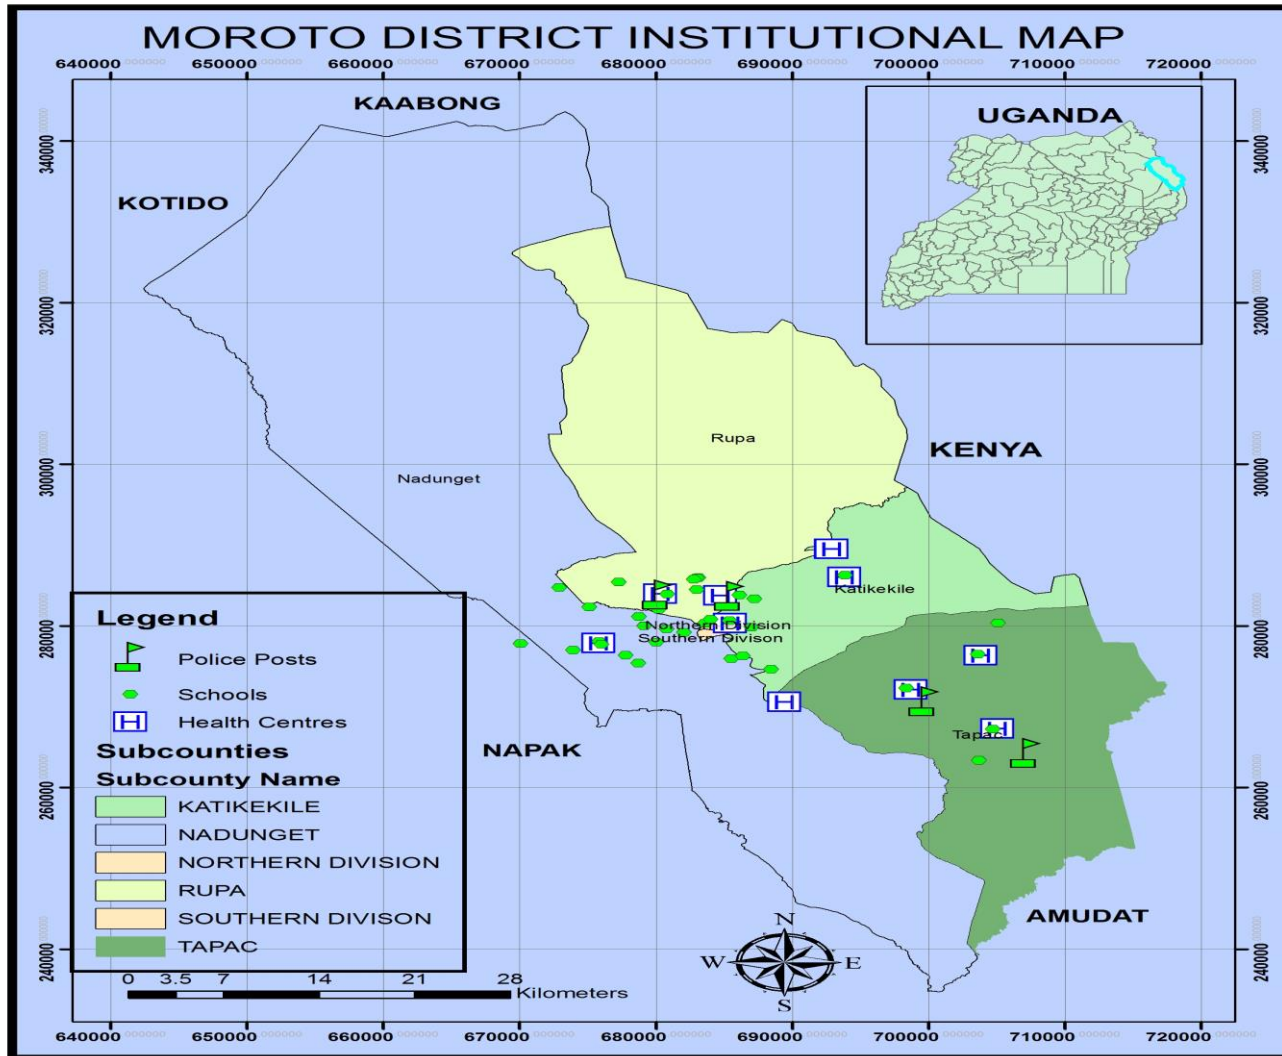 MOROTO DISTRICT INSTITUTIONAL MAP
640000 650000 660000 670000 680000 690000 700000 710000 720000
KAABONG
UGANDA
340000 340000
KOTIDO
320000 320000
Rupa
KENYA
300000 300000
Nadunget
Katikekile
Legend
Police Posts
Schools
Health Centres
Subcounties
Subcounty Name
KATIKEKILE
NADUNGET
NORTHERN DIVISION
RUPA
SOUTHERN DIVISON
TAPAC
280000 280000
Northern Division
Southern Divison
Tapac
NAPAK
260000 260000
AMUDAT
N
W E
S
240000 240000
0 3.5 7 14 21 28
Kilometers
640000 650000 660000 670000 680000 690000 700000 710000 720000